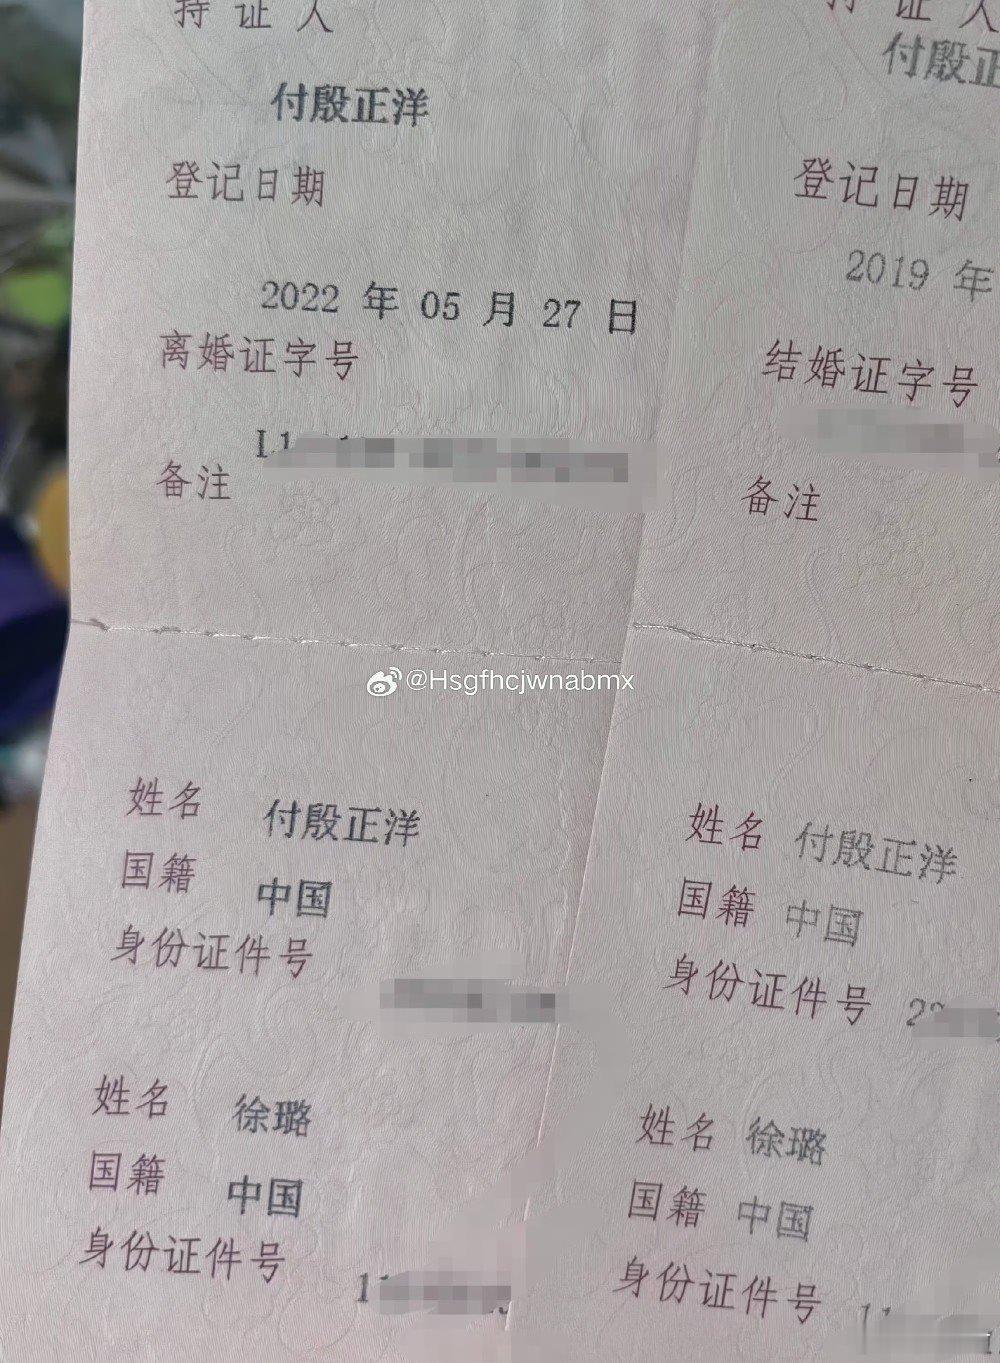 持证人
付殷正洋
登记日期
2022 年 05 月 27 日
离婚证字号
备注
姓名 付殷正洋
国籍 中国
身份证件号
姓名 徐璐
国籍 中国
身份证件号
持证人
付殷正
登记日期
2019 年
结婚证字号
备注
姓名 付殷正洋
国籍 中国
身份证件号
姓名 徐璐
国籍 中国
身份证件号
@Hsgfhcjwnabmx